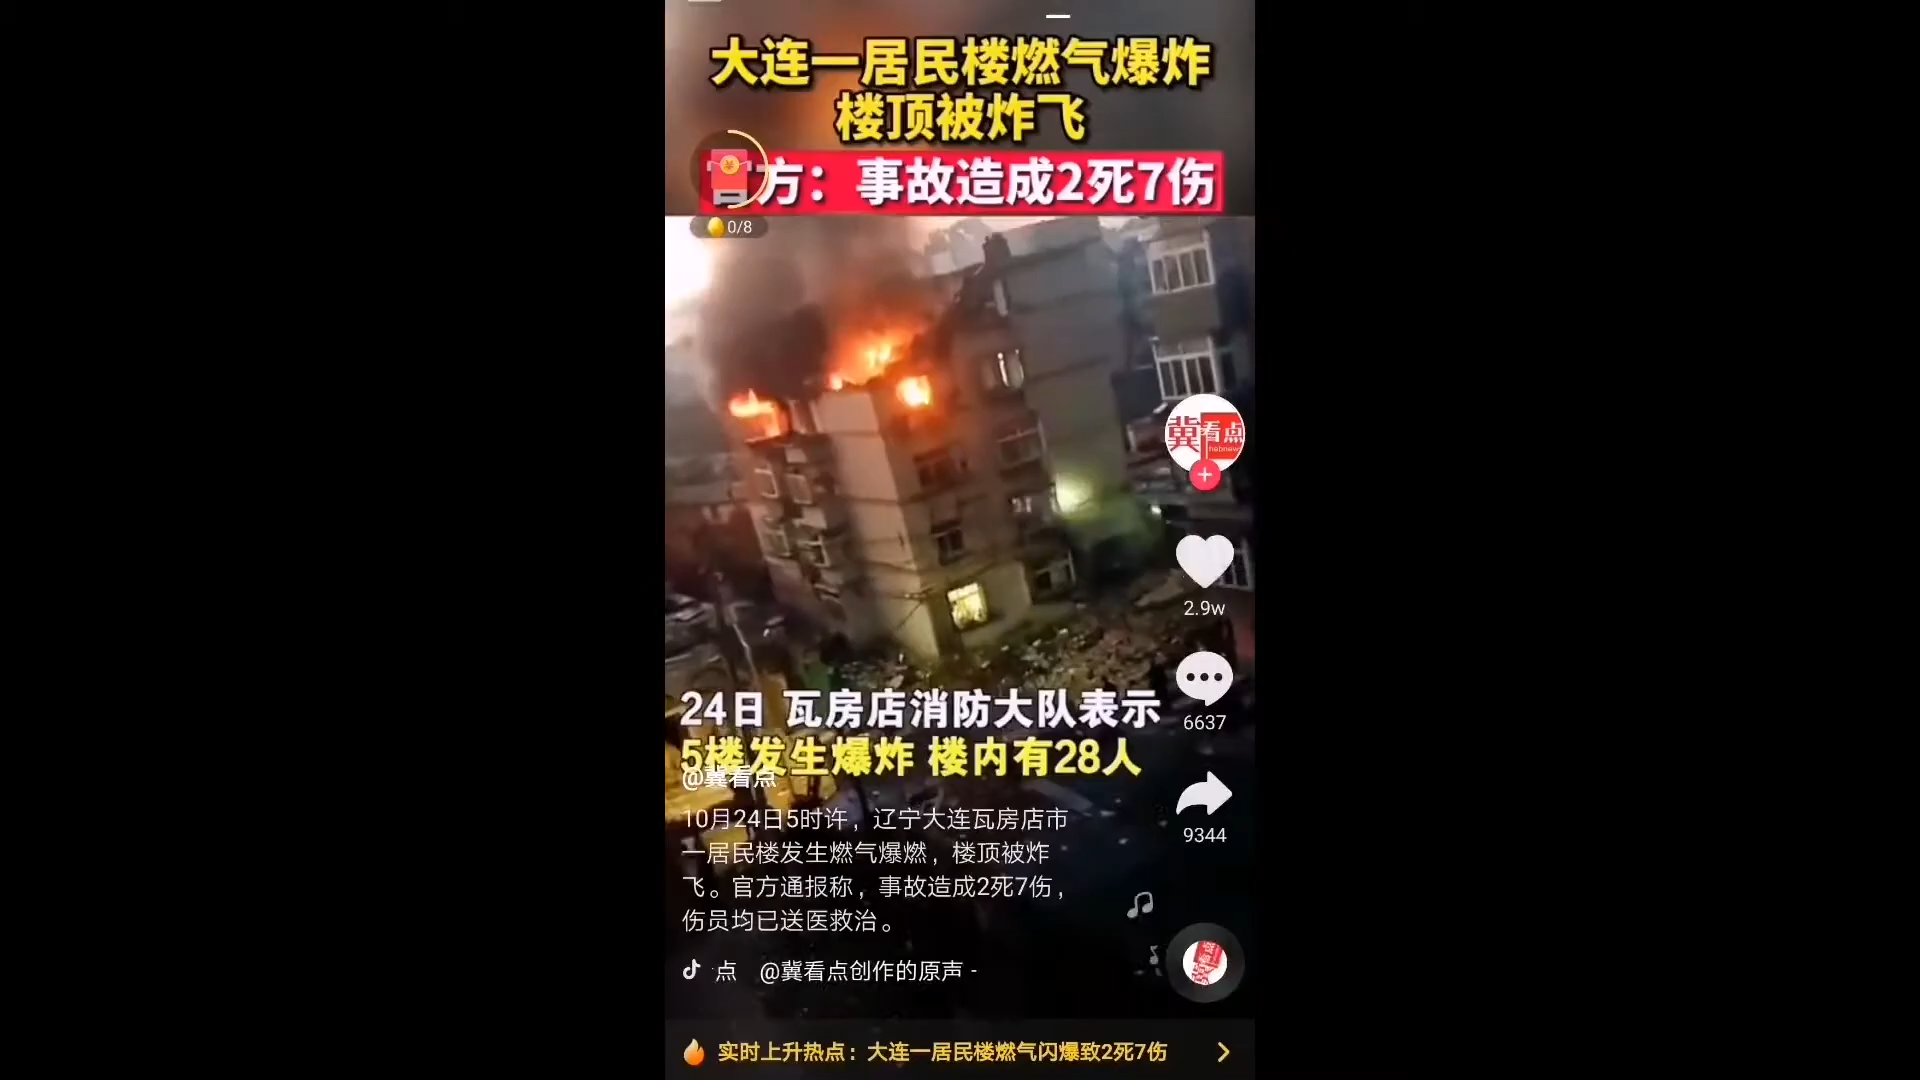 大连一居民楼燃气爆炸
楼顶被炸飞
方：事故造成2死7伤
0/8
冀看点
hebnews
2.9w
6637
24日 瓦房店消防大队表示
5楼发生爆炸 楼内有28人
@冀看点
9344
10月24日5时许，辽宁大连瓦房店市
一居民楼发生燃气爆燃，楼顶被炸
飞。官方通报称，事故造成2死7伤，
伤员均已送医救治。
点 @冀看点创作的原声 -
实时上升热点：大连一居民楼燃气闪爆致2死7伤